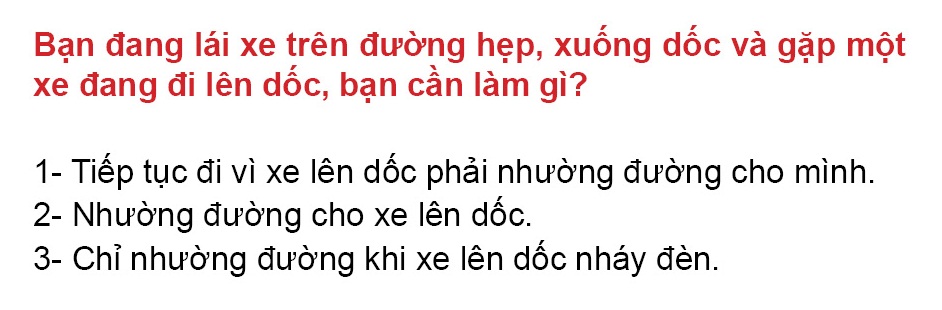 Bạn đang lái xe trên đường hẹp, xuống dốc và gặp một
xe đang đi lên dốc, bạn cần làm gì?
1- Tiếp tục đi vì xe lên dốc phải nhường đường cho mình.
2- Nhường đường cho xe lên dốc.
3- Chỉ nhường đường khi xe lên dốc nháy đèn.